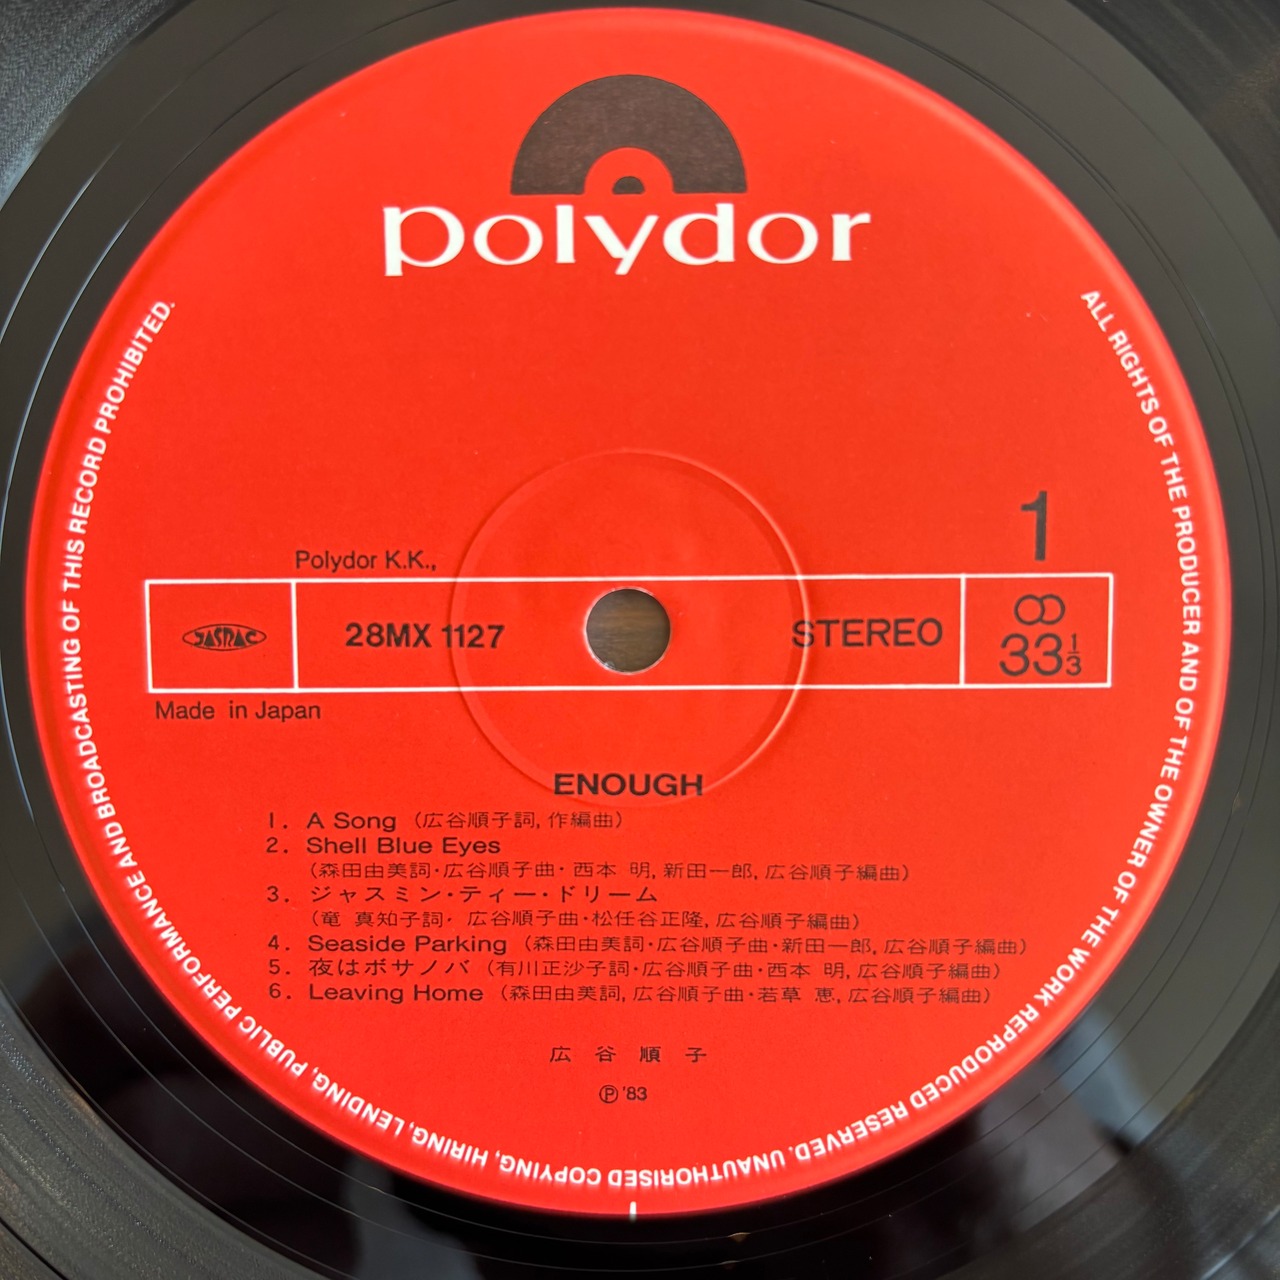 polydor
ALL RIGHTS OF THE PRODUCER AND OF THE OWNER OF THE WORK REPRODUCED RESERVED. UNAUTHORISED COPYING, HIRING, LENDING, PUBLIC PERFORMANCE AND BROADCASTING OF THIS RECORD PROHIBITED.
1
Polydor K.K.,
JASRAC
28MX 1127
STEREO
33 1/3
Made in Japan
ENOUGH
1. A Song (広谷順子詞, 作編曲)
2. Shell Blue Eyes
(森田由美詞・広谷順子曲・西本 明, 新田一郎, 広谷順子編曲)
3. ジャスミン・ティー・ドリーム
(竜 真知子詞・広谷順子曲・松任谷正隆, 広谷順子編曲)
4. Seaside Parking (森田由美詞・広谷順子曲・新田一郎, 広谷順子編曲)
5. 夜はボサノバ (有川正沙子詞・広谷順子曲・西本 明, 広谷順子編曲)
6. Leaving Home (森田由美詞, 広谷順子曲・若草 恵, 広谷順子編曲)
広谷順子
Ⓟ '83